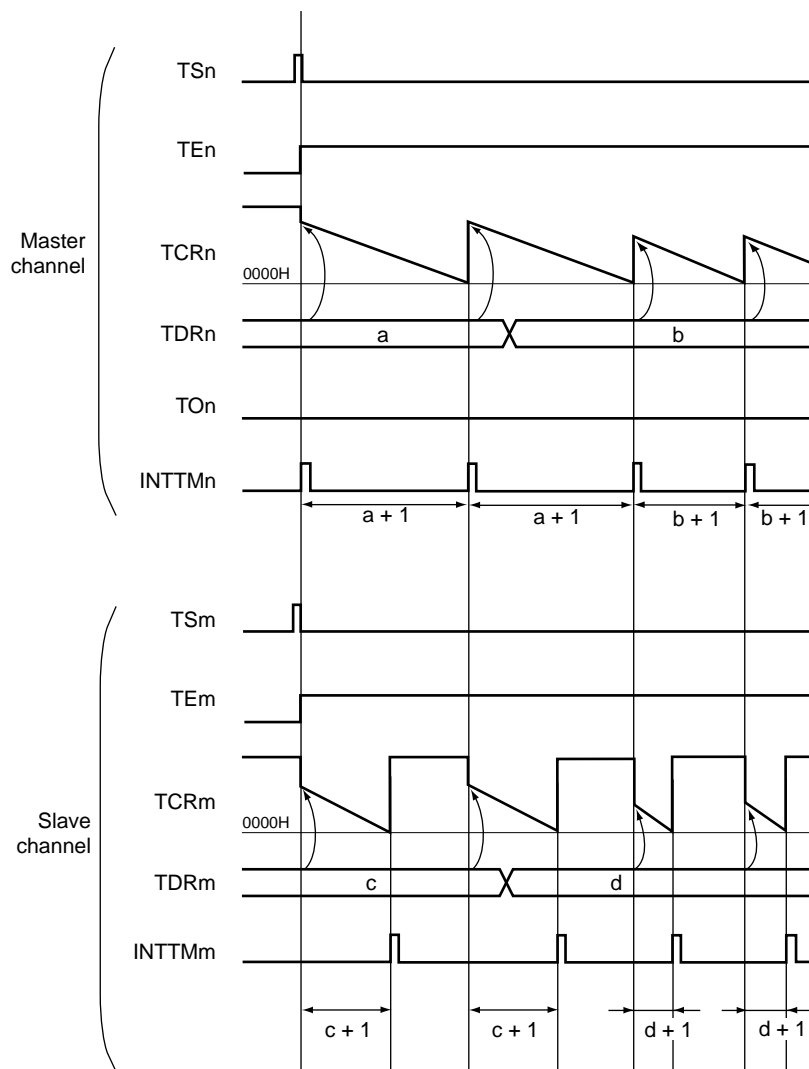 TSn
TEn
Master
channel
TCRn
0000H
TDRn
a
b
TOn
INTTMn
a + 1
a + 1
b + 1
b + 1
TSm
TEm
Slave
channel
TCRm
0000H
TDRm
c
d
INTTMm
c + 1
c + 1
d + 1
d + 1